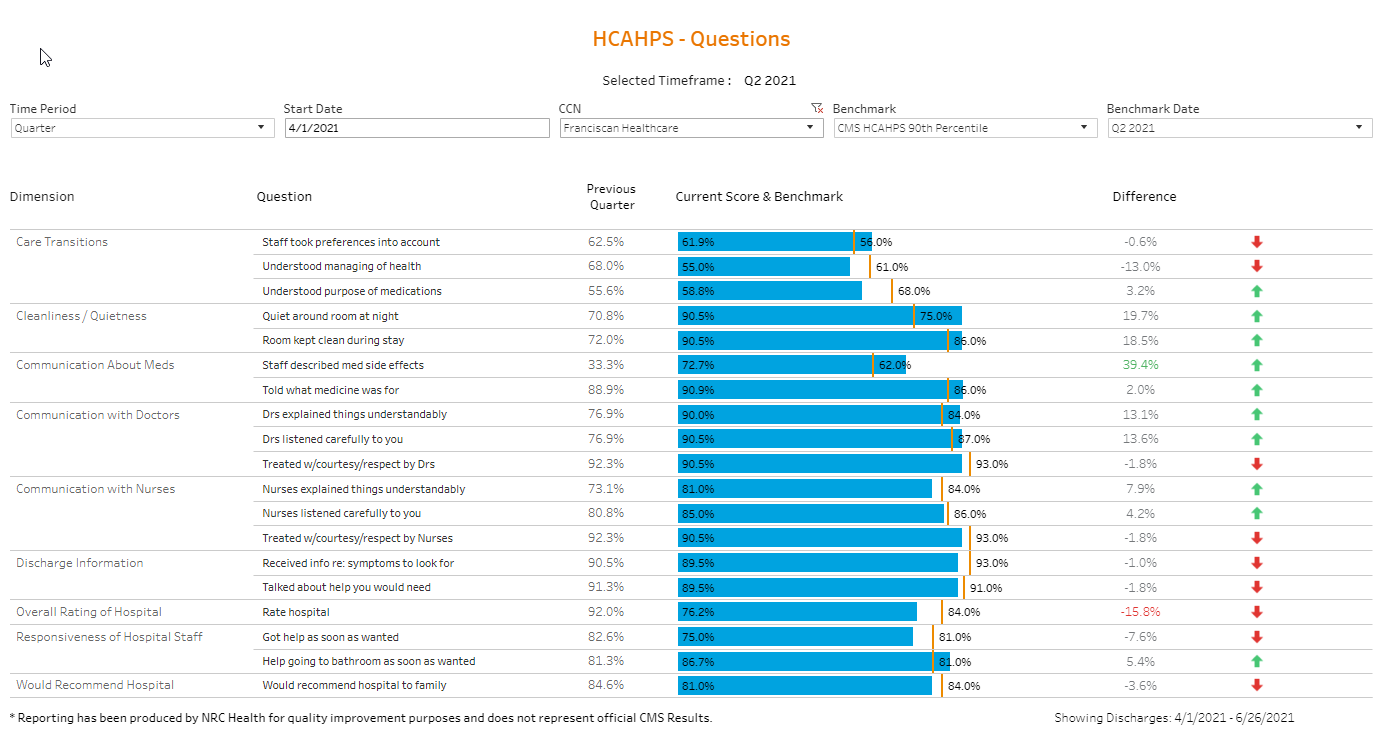 HCAHPS - Questions
Selected Timeframe : Q2 2021
Time Period Start Date CCN Benchmark Benchmark Date
Quarter 4/1/2021 Franciscan Healthcare CMS HCAHPS 90th Percentile Q2 2021
Dimension Question Previous Quarter Current Score & Benchmark Difference
Care Transitions Staff took preferences into account 62.5% 61.9% 56.0% -0.6%
Understood managing of health 68.0% 55.0% 61.0% -13.0%
Understood purpose of medications 55.6% 58.8% 68.0% 3.2%
Cleanliness / Quietness Quiet around room at night 70.8% 90.5% 75.0% 19.7%
Room kept clean during stay 72.0% 90.5% 86.0% 18.5%
Communication About Meds Staff described med side effects 33.3% 72.7% 62.0% 39.4%
Told what medicine was for 88.9% 90.9% 86.0% 2.0%
Communication with Doctors Drs explained things understandably 76.9% 90.0% 84.0% 13.1%
Drs listened carefully to you 76.9% 90.5% 87.0% 13.6%
Treated w/courtesy/respect by Drs 92.3% 90.5% 93.0% -1.8%
Communication with Nurses Nurses explained things understandably 73.1% 81.0% 84.0% 7.9%
Nurses listened carefully to you 80.8% 85.0% 86.0% 4.2%
Treated w/courtesy/respect by Nurses 92.3% 90.5% 93.0% -1.8%
Discharge Information Received info re: symptoms to look for 90.5% 89.5% 93.0% -1.0%
Talked about help you would need 91.3% 89.5% 91.0% -1.8%
Overall Rating of Hospital Rate hospital 92.0% 76.2% 84.0% -15.8%
Responsiveness of Hospital Staff Got help as soon as wanted 82.6% 75.0% 81.0% -7.6%
Help going to bathroom as soon as wanted 81.3% 86.7% 81.0% 5.4%
Would Recommend Hospital Would recommend hospital to family 84.6% 81.0% 84.0% -3.6%
* Reporting has been produced by NRC Health for quality improvement purposes and does not represent official CMS Results. Showing Discharges: 4/1/2021 - 6/26/2021